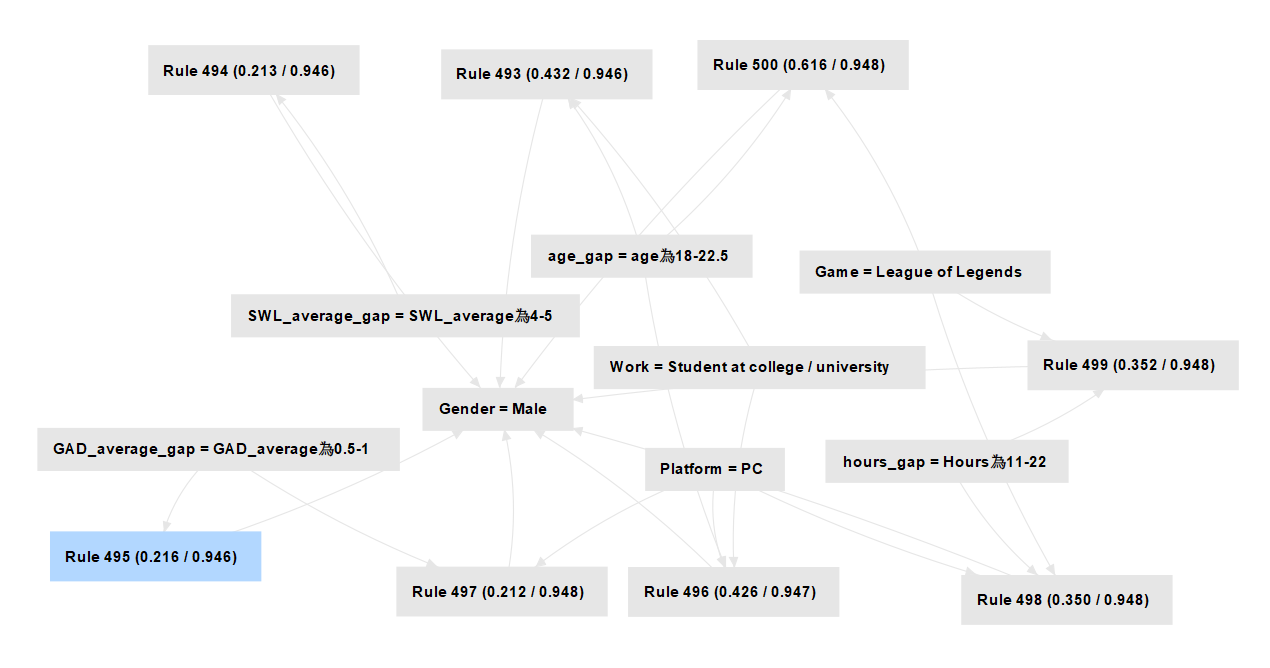 Rule 494 (0.213 / 0.946)
Rule 493 (0.432 / 0.946)
Rule 500 (0.616 / 0.948)
age_gap = age為18-22.5
Game = League of Legends
SWL_average_gap = SWL_average為4-5
Work = Student at college / university
Rule 499 (0.352 / 0.948)
Gender = Male
GAD_average_gap = GAD_average為0.5-1
Platform = PC
hours_gap = Hours為11-22
Rule 495 (0.216 / 0.946)
Rule 497 (0.212 / 0.948)
Rule 496 (0.426 / 0.947)
Rule 498 (0.350 / 0.948)